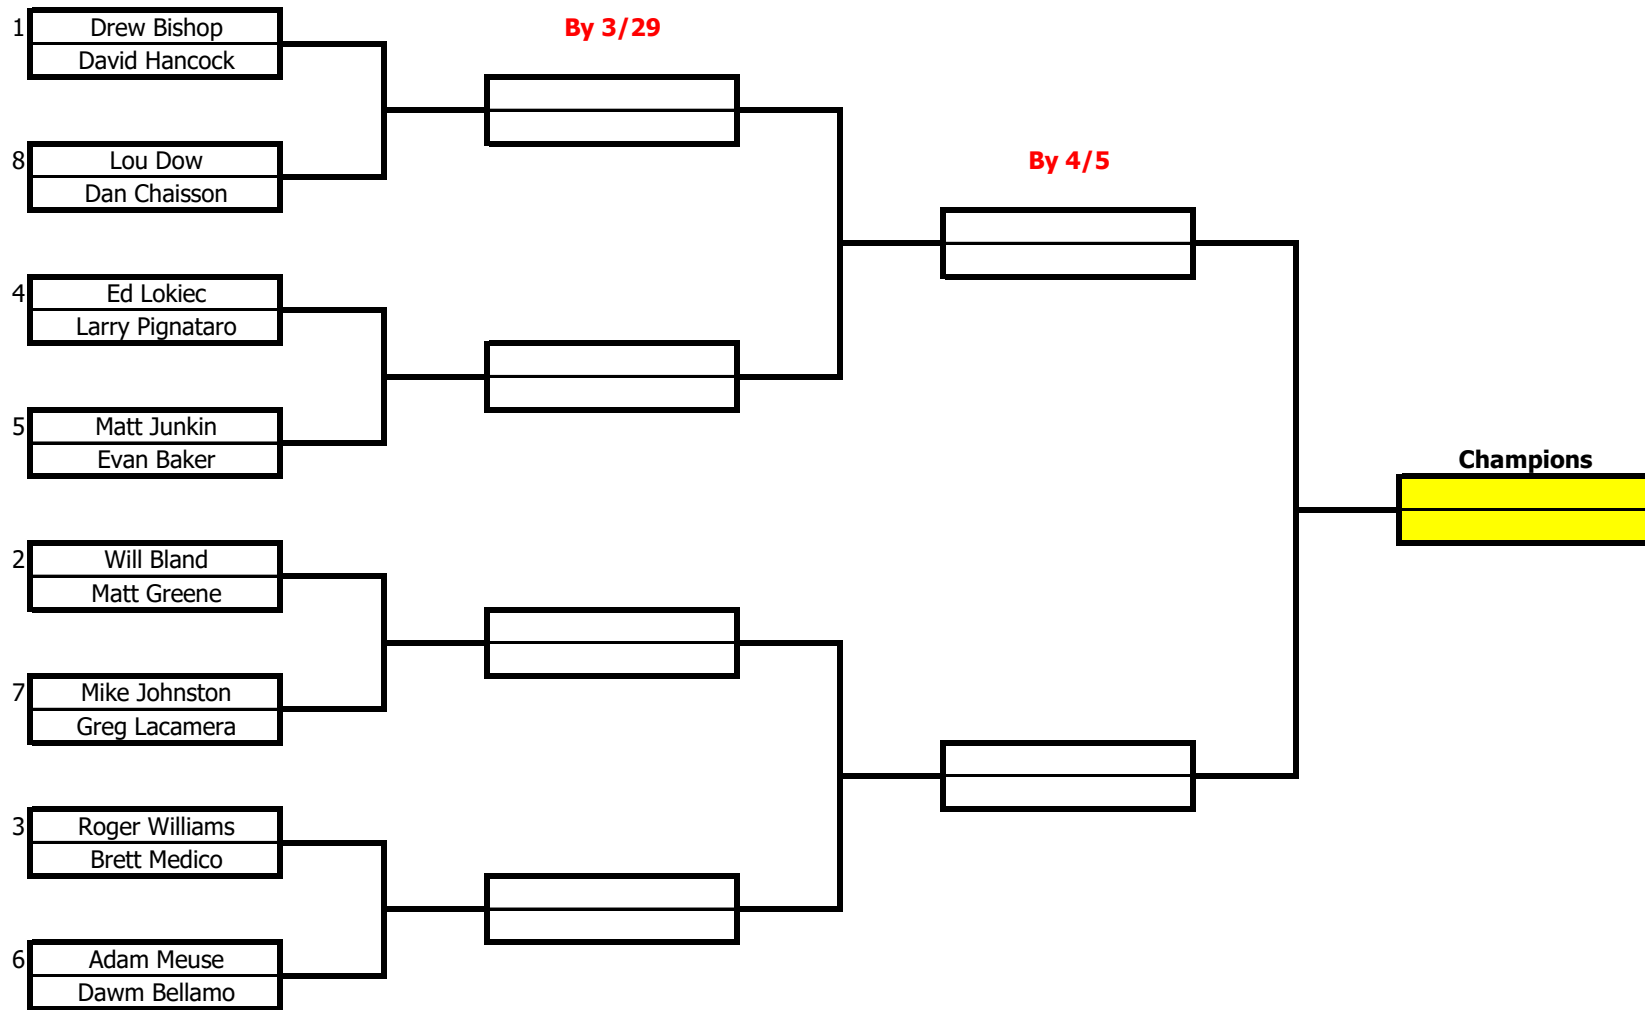 1
Drew Bishop
David Hancock
By 3/29
8
Lou Dow
Dan Chaisson
By 4/5
4
Ed Lokiec
Larry Pignataro
5
Matt Junkin
Evan Baker
Champions
2
Will Bland
Matt Greene
7
Mike Johnston
Greg Lacamera
3
Roger Williams
Brett Medico
6
Adam Meuse
Dawm Bellamo